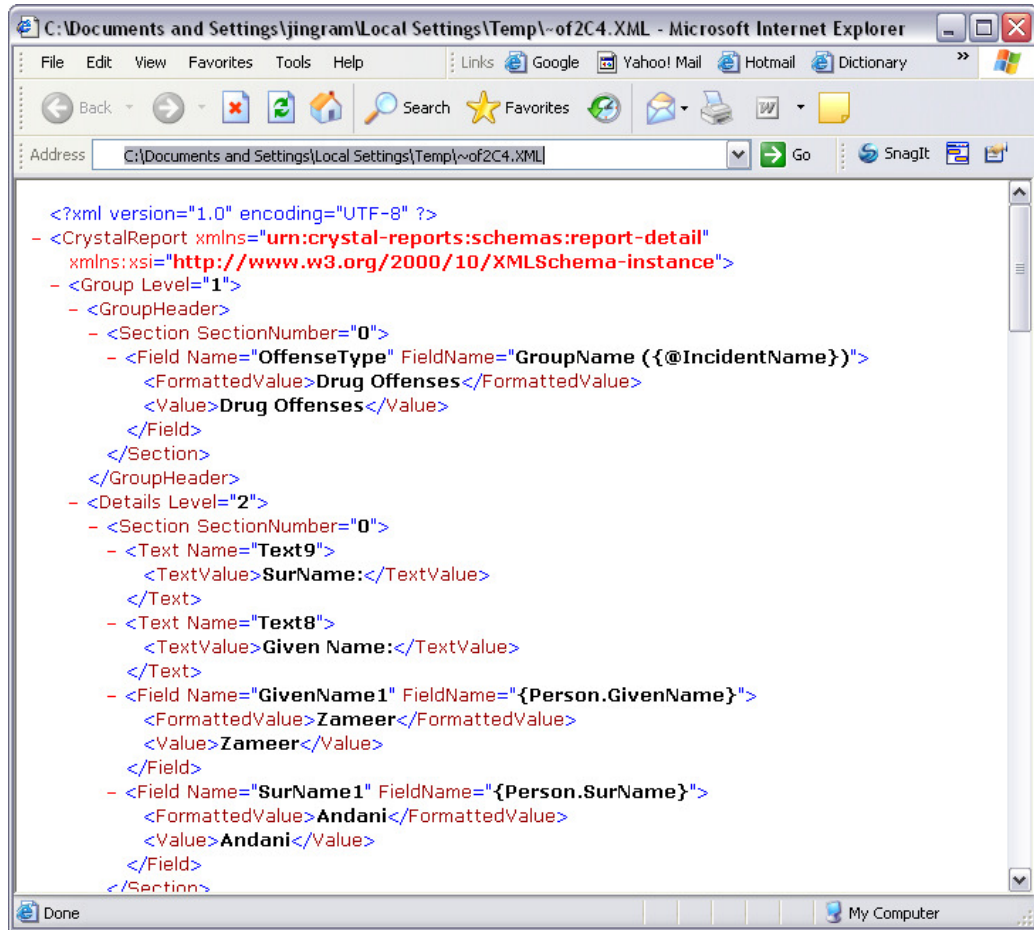 C:\Documents and Settings\jingram\Local Settings\Temp\~of2C4.XML - Microsoft Internet Explorer
File Edit View Favorites Tools Help Links Google Yahoo! Mail Hotmail Dictionary »
Back Search Favorites
Address C:\Documents and Settings\Local Settings\Temp\~of2C4.XML Go SnagIt
<?xml version="1.0" encoding="UTF-8" ?>
- <CrystalReport xmlns="urn:crystal-reports:schemas:report-detail"
xmlns:xsi="http://www.w3.org/2000/10/XMLSchema-instance">
- <Group Level="1">
- <GroupHeader>
- <Section SectionNumber="0">
- <Field Name="OffenseType" FieldName="GroupName ({@IncidentName})">
<FormattedValue>Drug Offenses</FormattedValue>
<Value>Drug Offenses</Value>
</Field>
</Section>
</GroupHeader>
- <Details Level="2">
- <Section SectionNumber="0">
- <Text Name="Text9">
<TextValue>SurName:</TextValue>
</Text>
- <Text Name="Text8">
<TextValue>Given Name:</TextValue>
</Text>
- <Field Name="GivenName1" FieldName="{Person.GivenName}">
<FormattedValue>Zameer</FormattedValue>
<Value>Zameer</Value>
</Field>
- <Field Name="SurName1" FieldName="{Person.SurName}">
<FormattedValue>Andani</FormattedValue>
<Value>Andani</Value>
</Field>
</Section>
Done My Computer